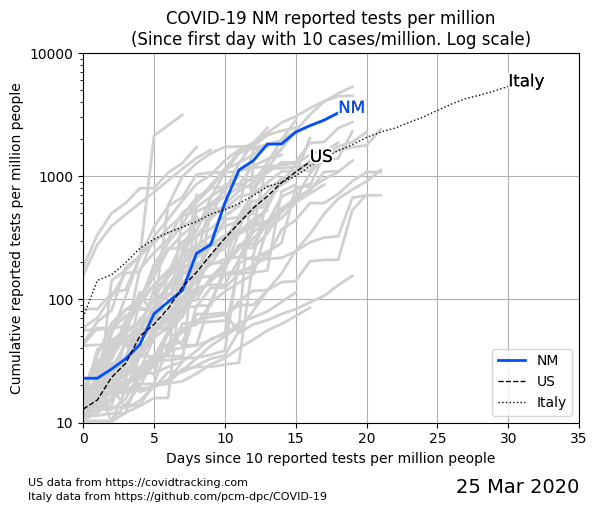 COVID-19 NM reported tests per million
(Since first day with 10 cases/million. Log scale)
Cumulative reported tests per million people
10000
1000
100
10
Italy
NM
US
NM
US
Italy
0 5 10 15 20 25 30 35
Days since 10 reported tests per million people
US data from https://covidtracking.com
Italy data from https://github.com/pcm-dpc/COVID-19
25 Mar 2020